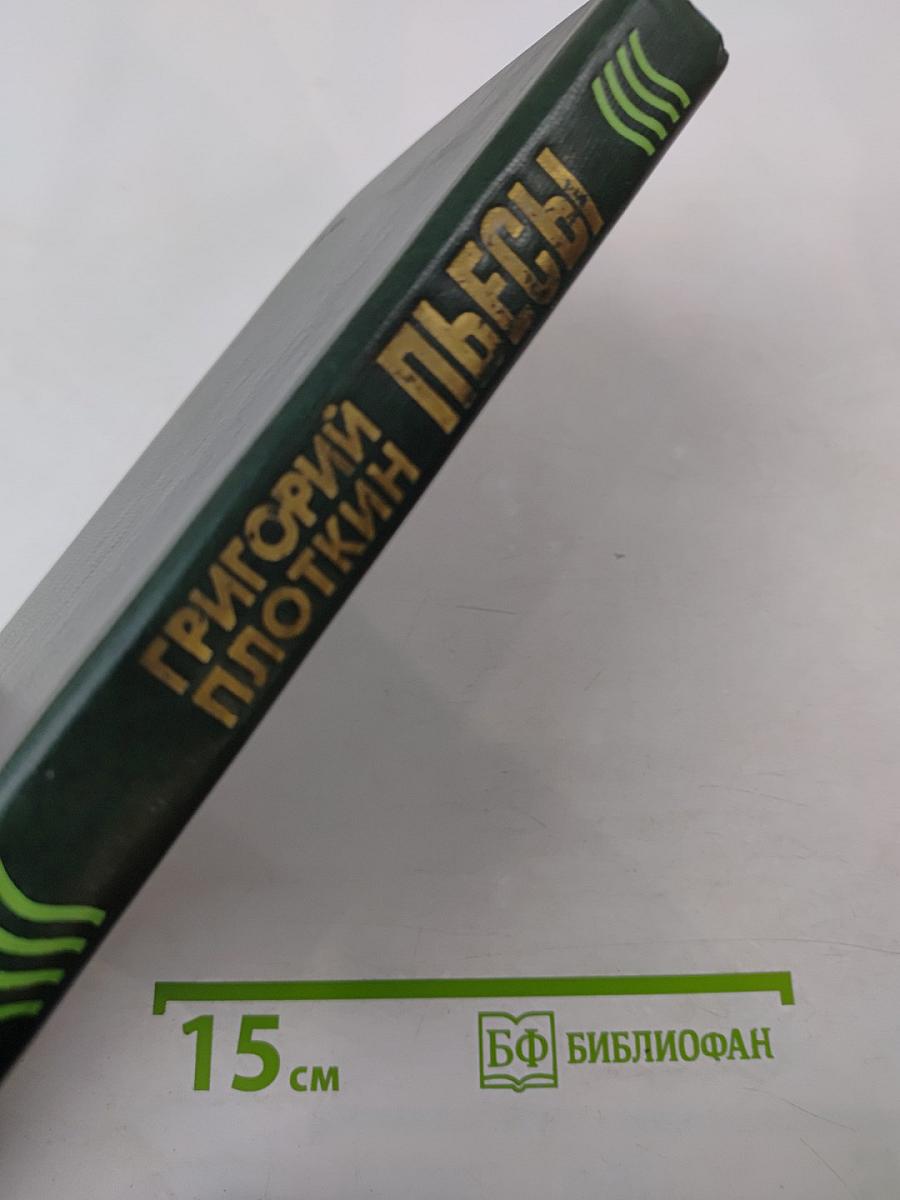 ГРИГОРИЙ
ПЛОТКИН
ПЬЕСЫ
15 см
БФ БИБЛИОФАН